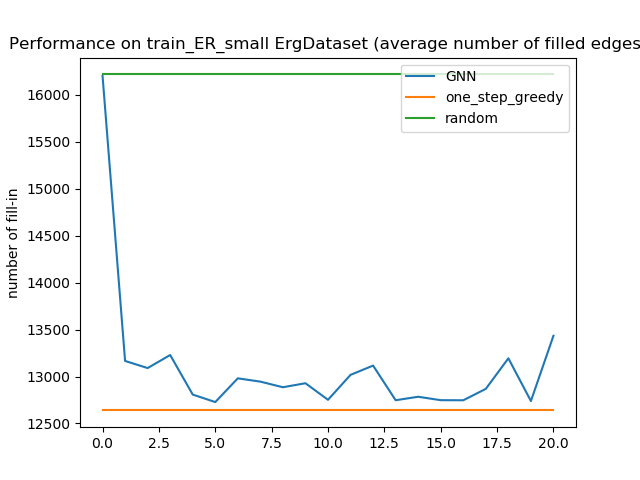 Performance on train_ER_small ErgDataset (average number of filled edges
GNN
one_step_greedy
random
number of fill-in
16000
15500
15000
14500
14000
13500
13000
12500
0.0 2.5 5.0 7.5 10.0 12.5 15.0 17.5 20.0